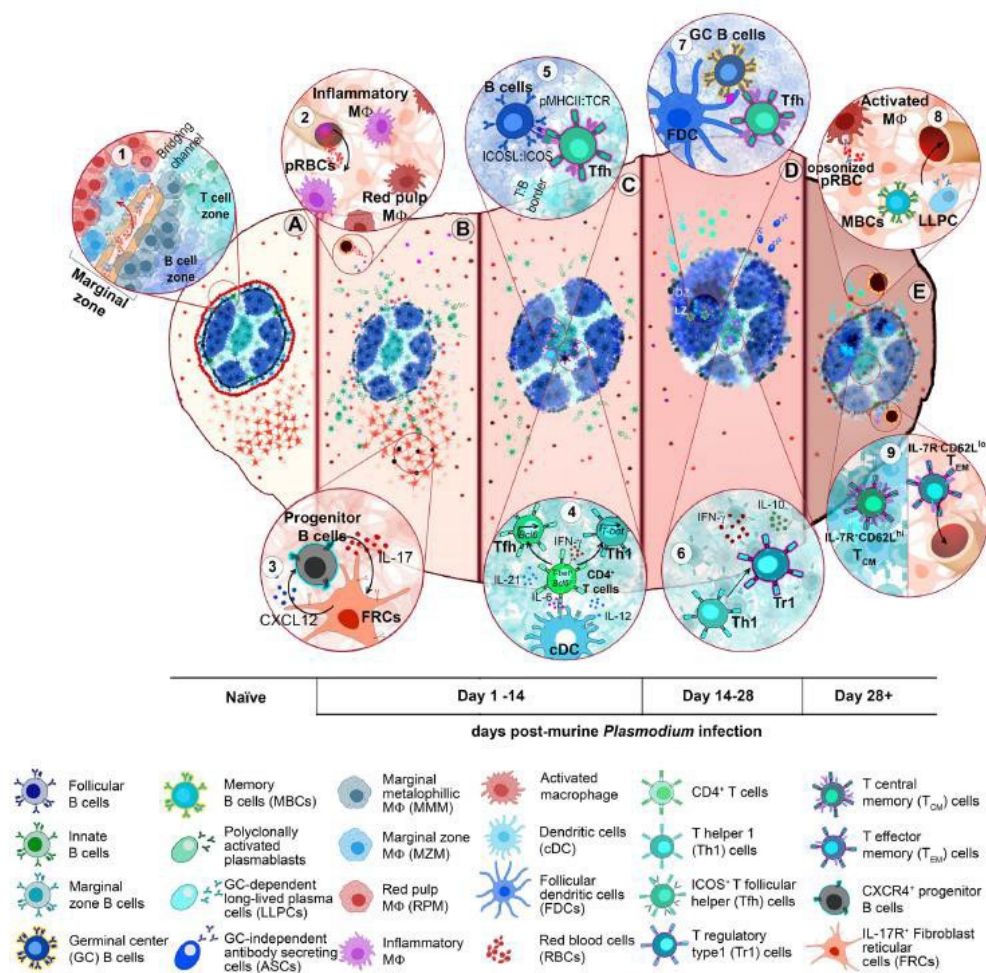 1
Bridging
channel
T cell
zone
B cell
zone
Marginal
zone
2
Inflammatory
MΦ
pRBCs
Red pulp
MΦ
5
B cells
pMHCII:TCR
ICOSL:ICOS
Tfh
T:B
border
7
GC B cells
Tfh
FDC
8
Activated
MΦ
opsonized
pRBC
MBCs
LLPC
A
B
C
D
E
DZ
LZ
3
Progenitor
B cells
IL-17
CXCL12
FRCs
4
Bcl6
T-bet
Tfh
IFN-γ
Th1
T-bet
Bcl6
CD4⁺
T cells
IL-21
IL-6
IL-12
cDC
6
IFN-γ
IL-10
Tr1
Th1
9
IL-7R⁺CD62Lʰⁱ
T CM
IL-7R⁻CD62Lˡᵒ
T EM
Naïve
Day 1 -14
Day 14-28
Day 28+
days post-murine Plasmodium infection
Follicular
B cells
Innate
B cells
Marginal
zone B cells
Germinal center
(GC) B cells
Memory
B cells (MBCs)
Polyclonally
activated
plasmablasts
GC-dependent
long-lived plasma
cells (LLPCs)
GC-independent
antibody secreting
cells (ASCs)
Marginal
metalophillic
MΦ (MMM)
Marginal zone
MΦ (MZM)
Red pulp
MΦ (RPM)
Inflammatory
MΦ
Activated
macrophage
Dendritic cells
(cDC)
Follicular
dendritic cells
(FDCs)
Red blood cells
(RBCs)
CD4⁺ T cells
T helper 1
(Th1) cells
ICOS⁺ T follicular
helper (Tfh) cells
T regulatory
type1 (Tr1) cells
T central
memory (T CM) cells
T effector
memory (T EM) cells
CXCR4⁺ progenitor
B cells
IL-17R⁺ Fibroblast
reticular cells
(FRCs)